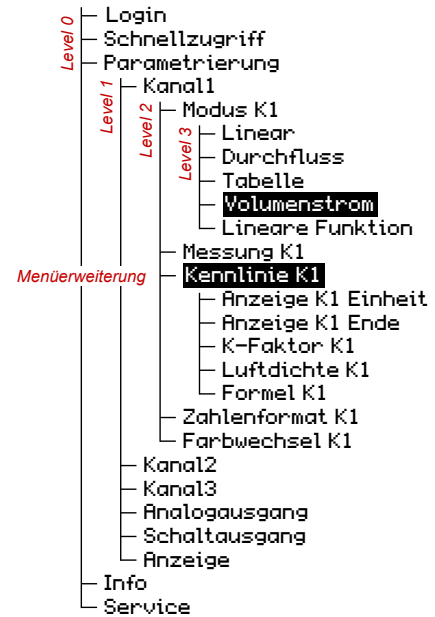 Level 0
Login
Schnellzugriff
Parametrierung
Level 1
Kanal1
Level 2
Modus K1
Level 3
Linear
Durchfluss
Tabelle
Volumenstrom
Lineare Funktion
Messung K1
Menüerweiterung
Kennlinie K1
Anzeige K1 Einheit
Anzeige K1 Ende
K-Faktor K1
Luftdichte K1
Formel K1
Zahlenformat K1
Farbwechsel K1
Kanal2
Kanal3
Analogausgang
Schaltausgang
Anzeige
Info
Service